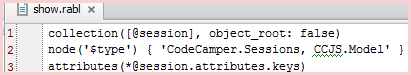 show.rabl
1 collection([@session], object_root: false)
2 node('$type') { 'CodeCamper.Sessions, CCJS.Model' }
3 attributes(*@session.attributes.keys)